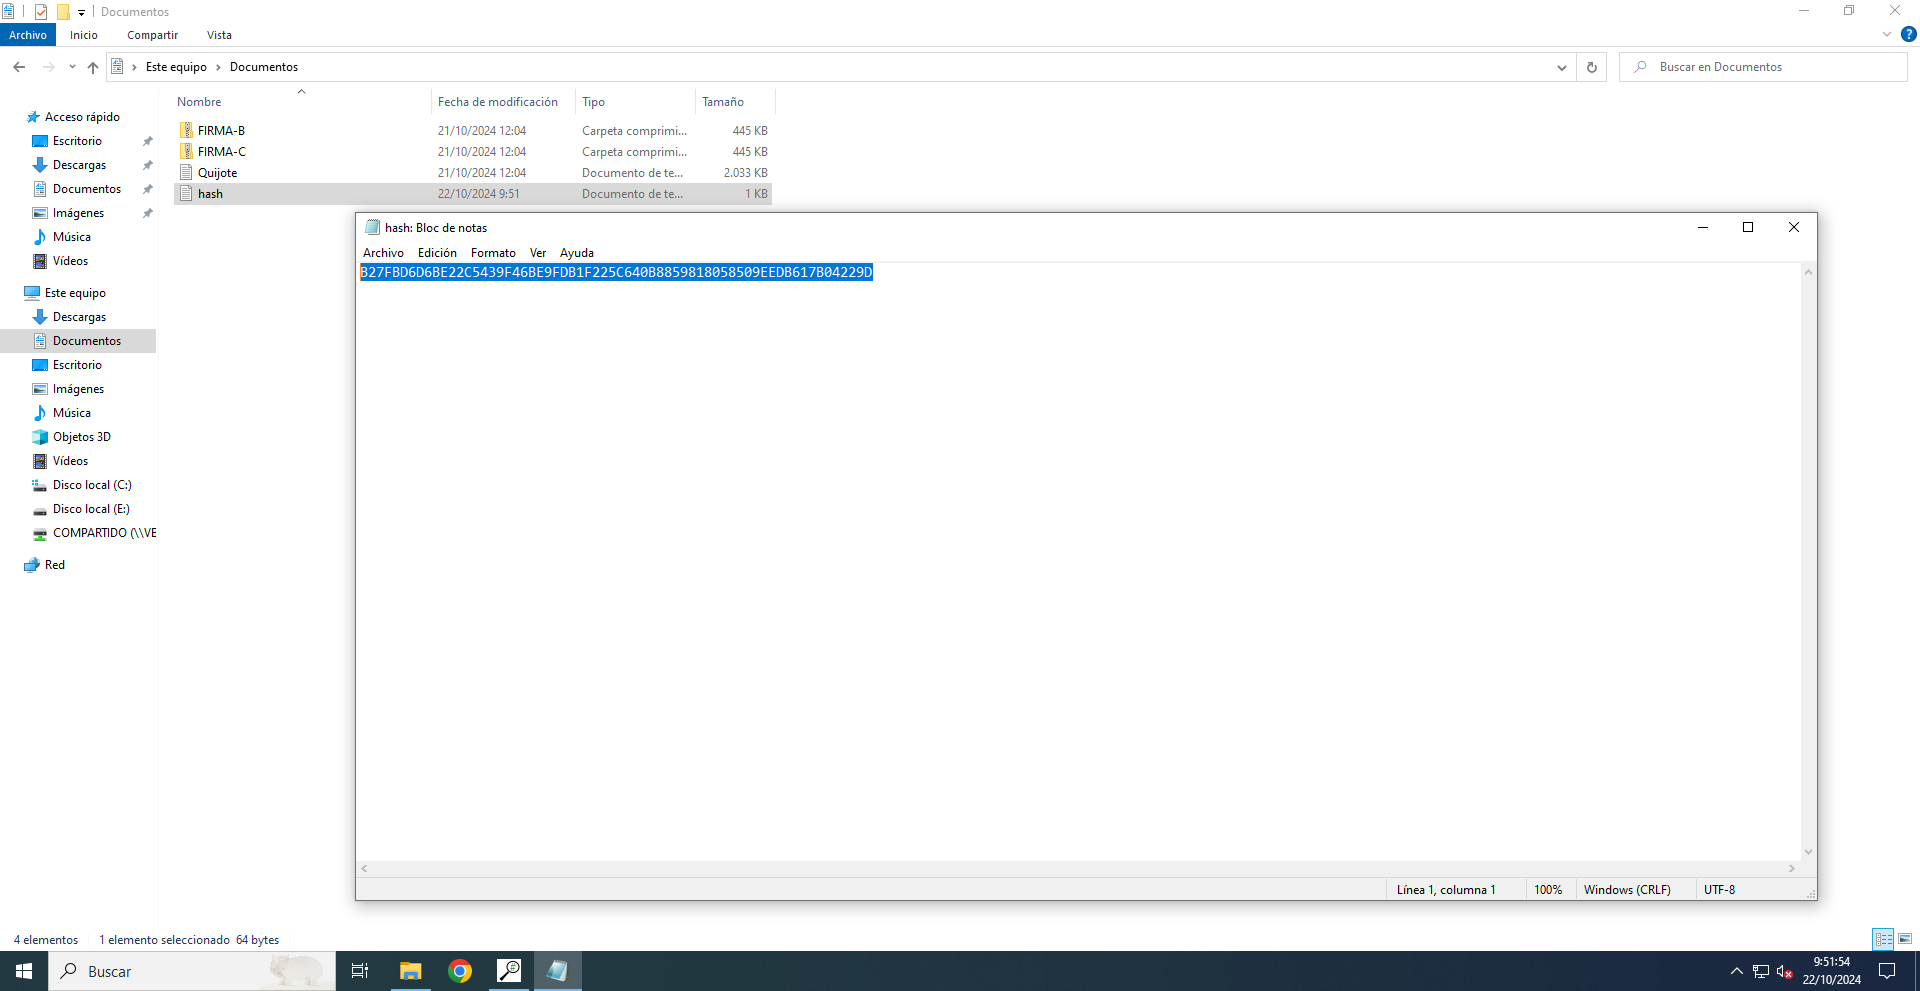 Documentos
Archivo Inicio Compartir Vista
Este equipo Documentos
Buscar en Documentos
Nombre Fecha de modificación Tipo Tamaño
FIRMA-B 21/10/2024 12:04 Carpeta comprimi... 445 KB
FIRMA-C 21/10/2024 12:04 Carpeta comprimi... 445 KB
Quijote 21/10/2024 12:04 Documento de te... 2.033 KB
hash 22/10/2024 9:51 Documento de te... 1 KB
Acceso rápido
Escritorio
Descargas
Documentos
Imágenes
Música
Vídeos
Este equipo
Descargas
Documentos
Escritorio
Imágenes
Música
Objetos 3D
Vídeos
Disco local (C:)
Disco local (E:)
COMPARTIDO (\\VE
Red
hash: Bloc de notas
Archivo Edición Formato Ver Ayuda
B27FBD6D6BE22C5439F46BE9FDB1F225C640B8859818058509EEDB617B04229D
Línea 1, columna 1 100% Windows (CRLF) UTF-8
4 elementos 1 elemento seleccionado 64 bytes
Buscar
9:51:54
22/10/2024